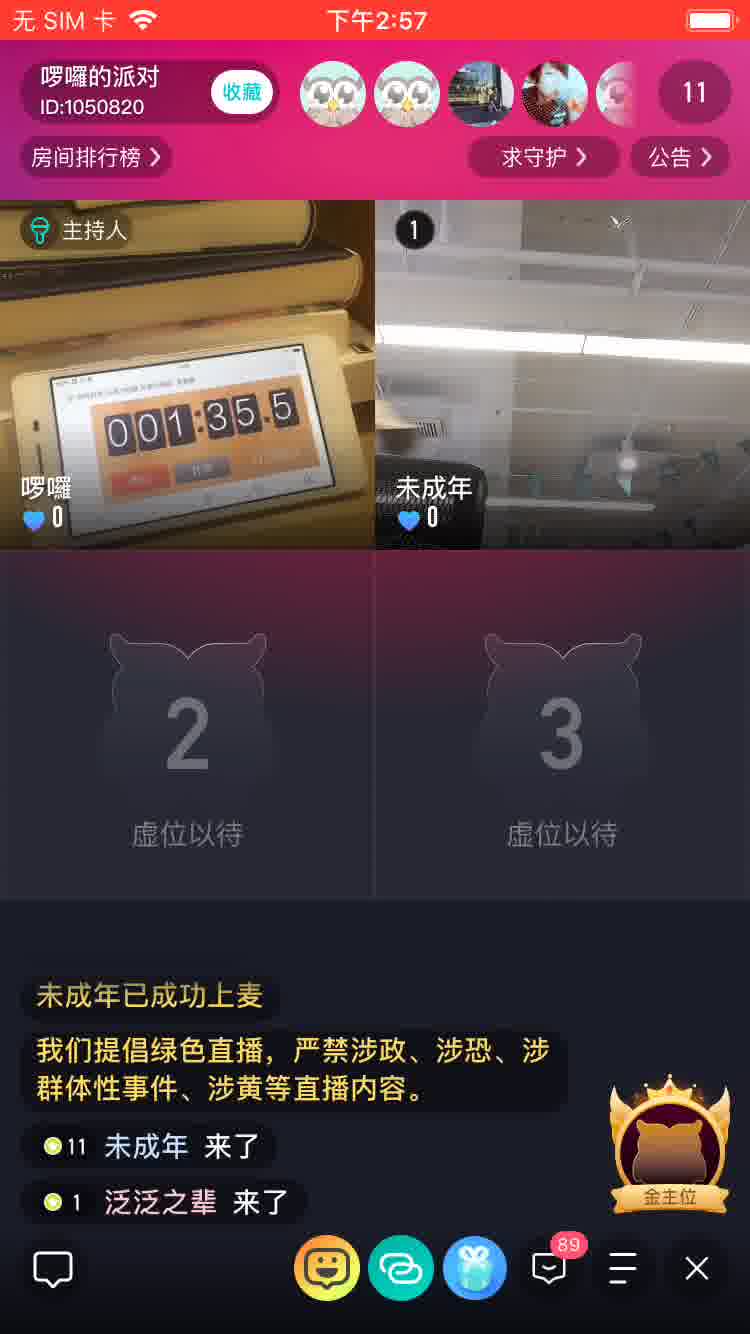 无 SIM 卡
下午2:57
啰囉的派对
ID:1050820
收藏
11
房间排行榜
求守护
公告
主持人
1
001:35.5
啰囉
0
未成年
0
2
3
虚位以待
虚位以待
未成年已成功上麦
我们提倡绿色直播，严禁涉政、涉恐、涉
群体性事件、涉黄等直播内容。
11 未成年 来了
1 泛泛之辈 来了
金主位
89